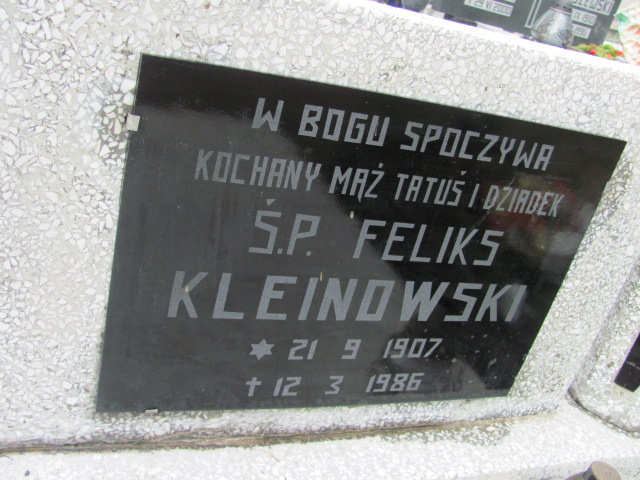 W BOGU SPOCZYWA
KOCHANY MĄŻ TATUŚ I DZIADEK
Ś.P. FELIKS
KLEINOWSKI
✶ 21 9 1907
✝ 12 3 1986